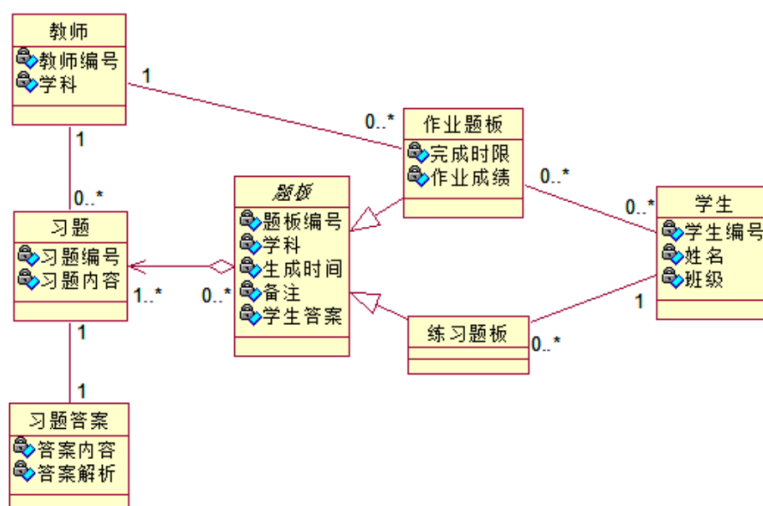 教师
教师编号
学科
1
0..*
1
0..*
作业题板
完成时限
作业成绩
0..*
0..*
学生
学生编号
姓名
班级
1
0..*
题板
题板编号
学科
生成时间
备注
学生答案
习题
习题编号
习题内容
1..*
0..*
练习题板
1
1
习题答案
答案内容
答案解析